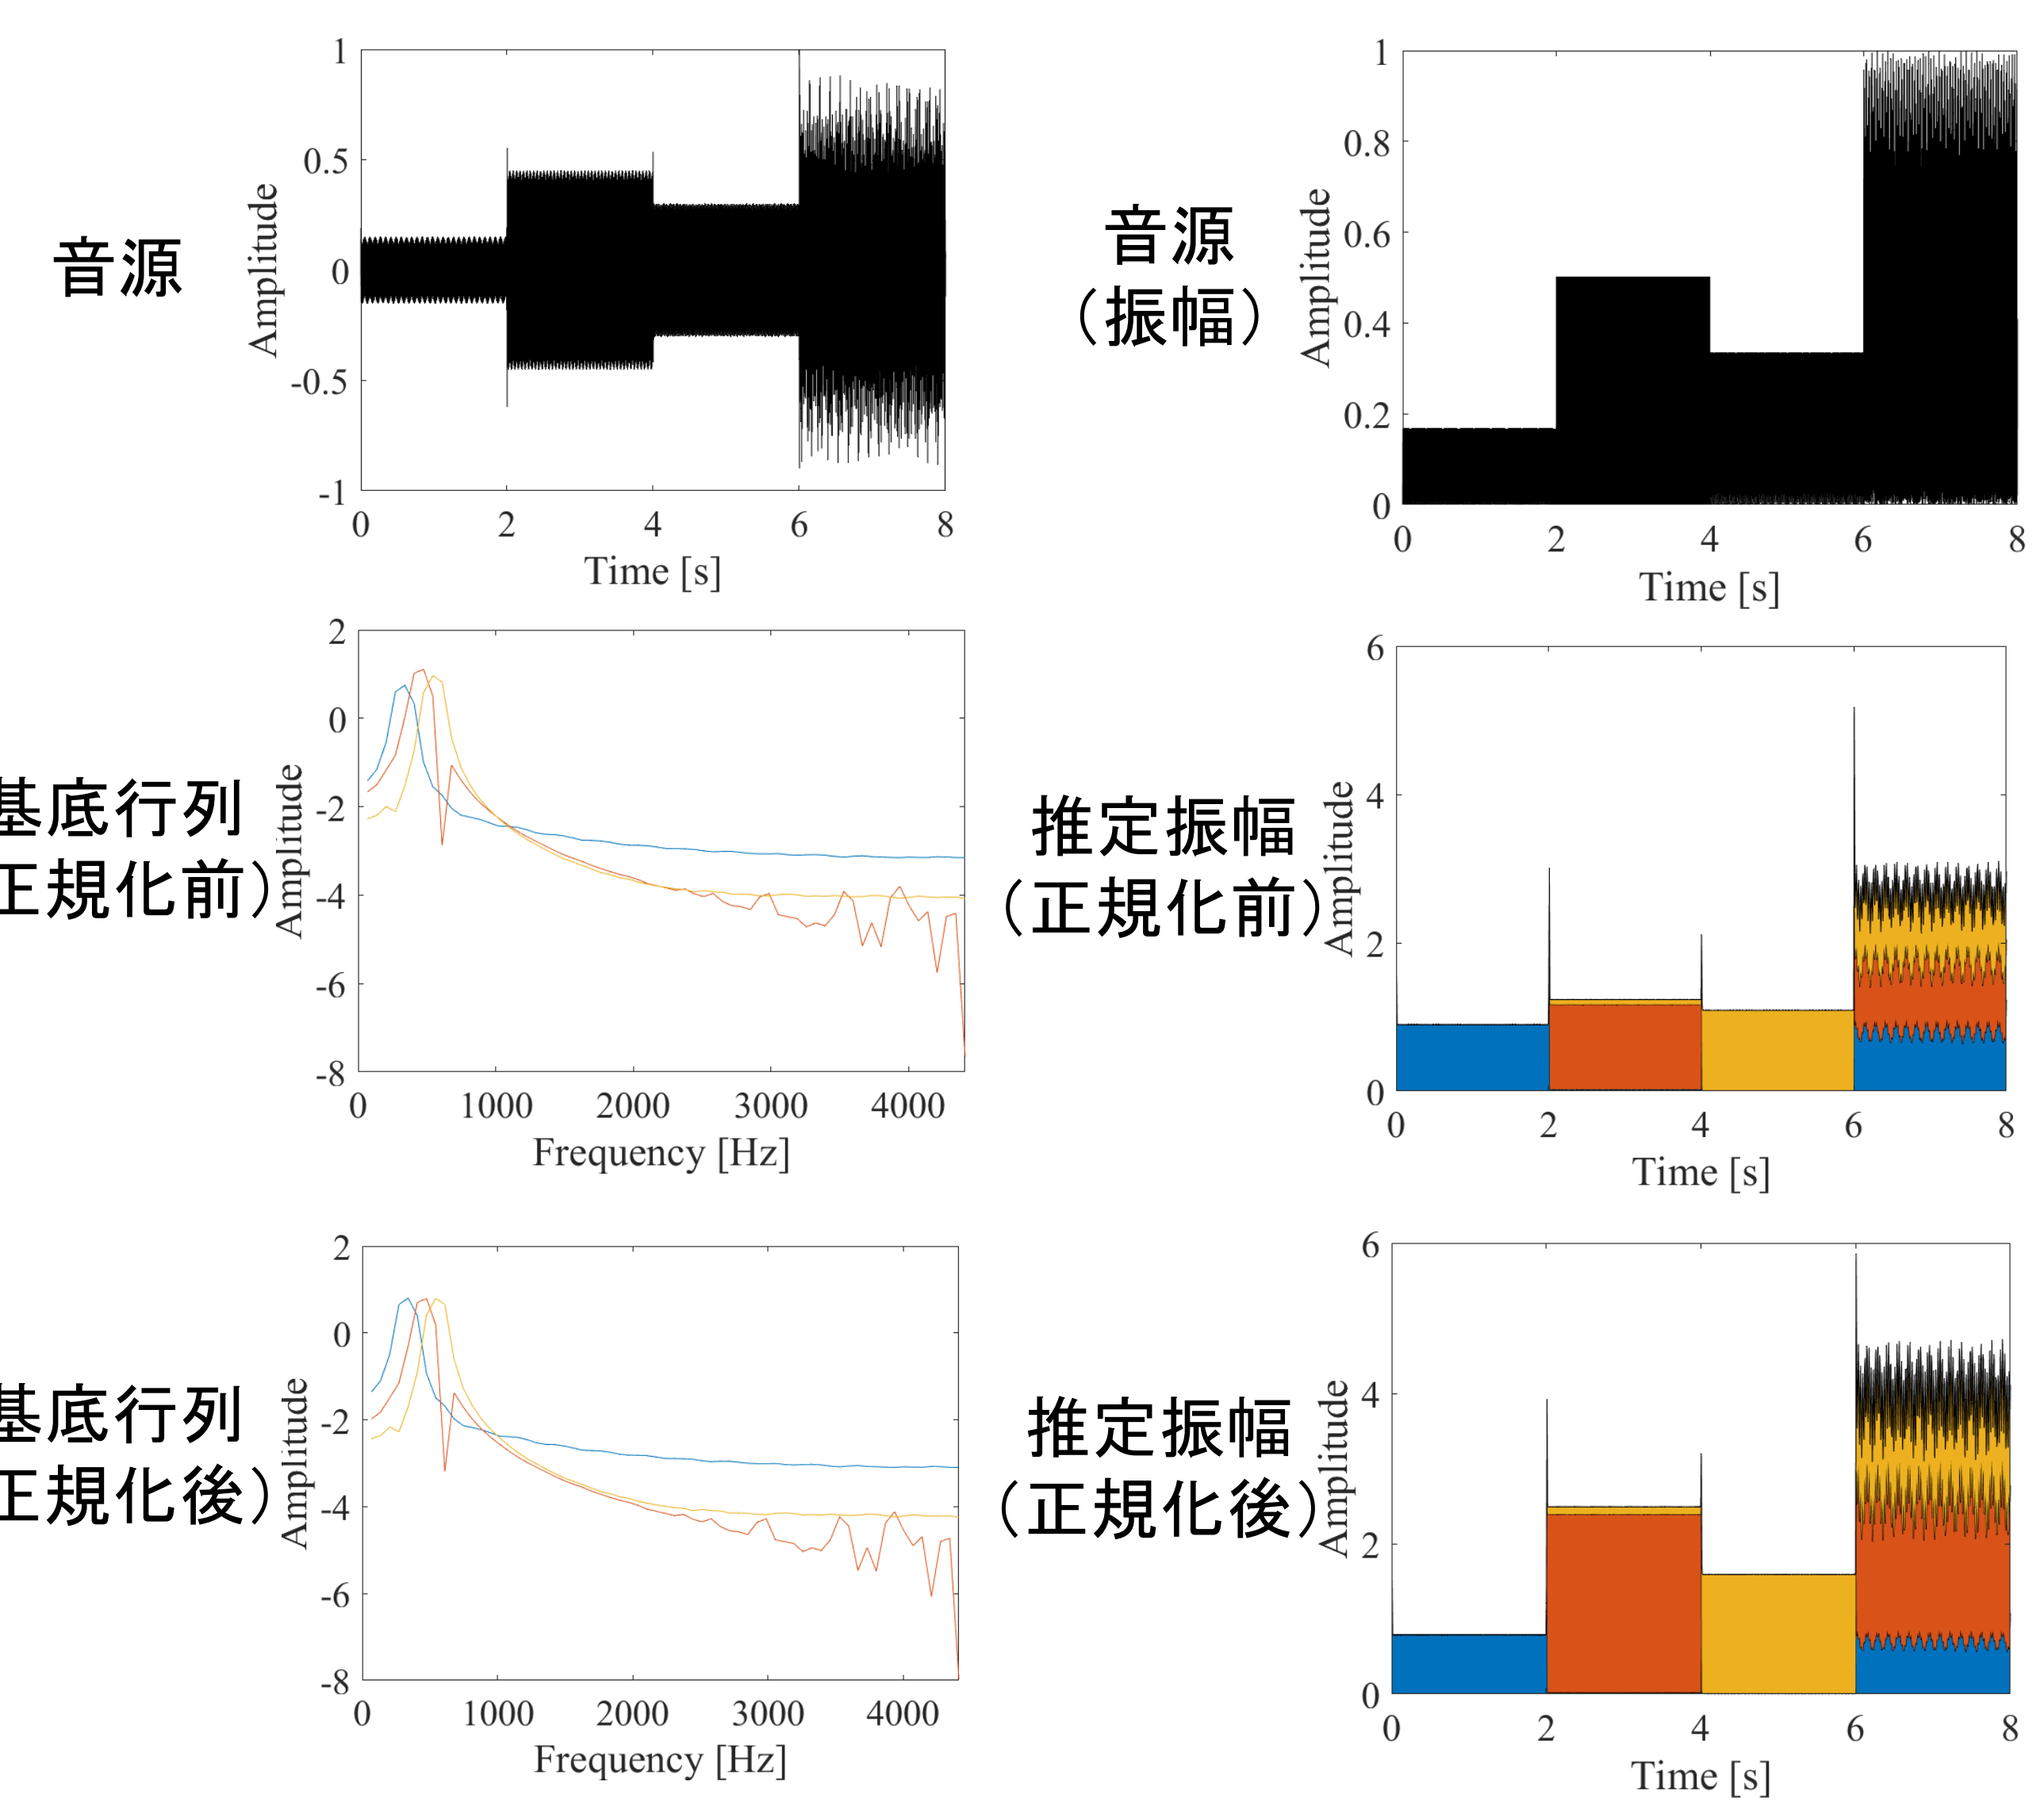 音源
Amplitude
1
0.5
0
-0.5
-1
0 2 4 6 8
Time [s]
音源
（振幅）
Amplitude
1
0.8
0.6
0.4
0.2
0
0 2 4 6 8
Time [s]
基底行列
正規化前）
Amplitude
2
0
-2
-4
-6
-8
0 1000 2000 3000 4000
Frequency [Hz]
推定振幅
（正規化前）
Amplitude
6
4
2
0
0 2 4 6 8
Time [s]
基底行列
正規化後）
Amplitude
2
0
-2
-4
-6
-8
0 1000 2000 3000 4000
Frequency [Hz]
推定振幅
（正規化後）
Amplitude
6
4
2
0
0 2 4 6 8
Time [s]